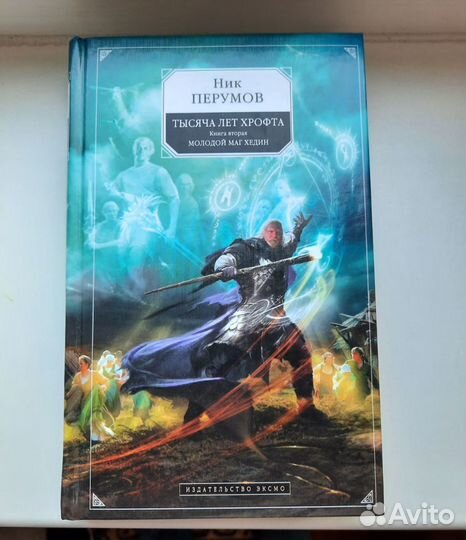 Ник
ПЕРУМОВ
ТЫСЯЧА ЛЕТ ХРОФТА
Книга вторая
МОЛОДОЙ МАГ ХЕДИН
ИЗДАТЕЛЬСТВО ЭКСМО
Avito